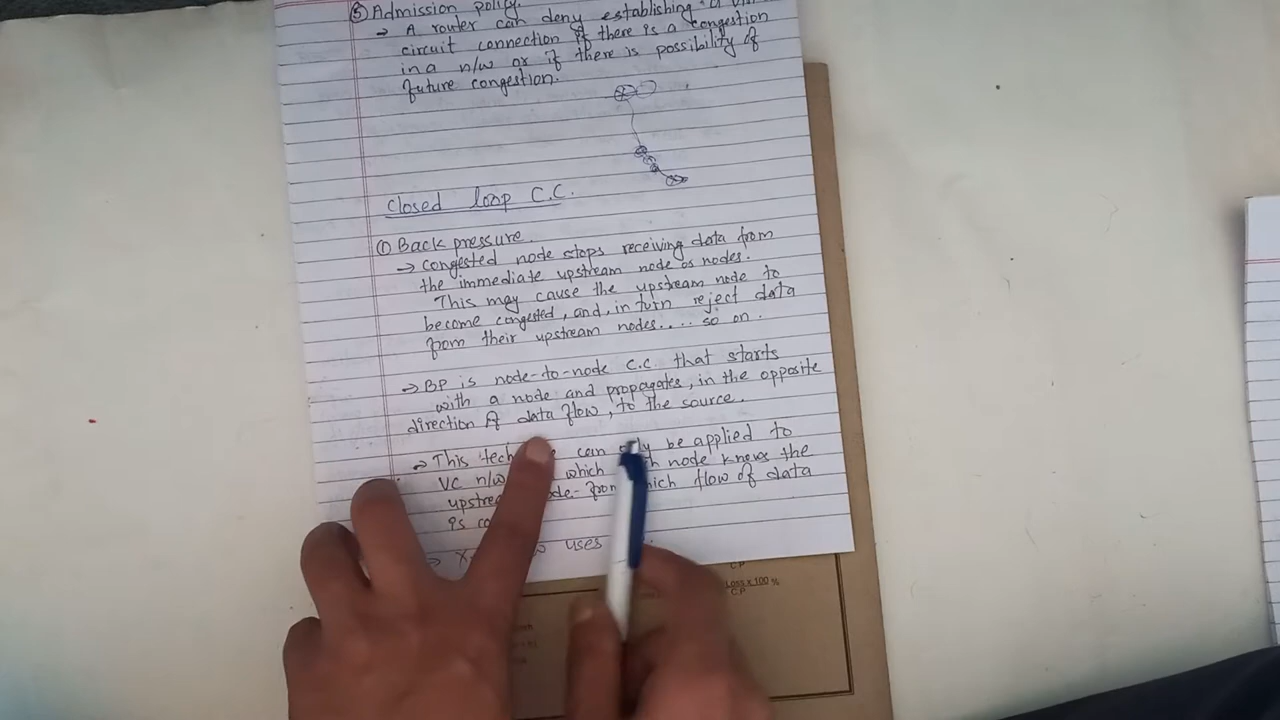 ⑤ Admission policy.
→ A router can deny establishing a
circuit connection if there is a congestion
in a n/w or if there is possibility of
future congestion.
Closed loop C.C.
① Back pressure.
→ Congested node stops receiving data from
the immediate upstream node or nodes.
This may cause the upstream node to
become congested, and, in turn reject data
from their upstream nodes.... so on.
→ BP is node-to-node C.C. that starts
with a node and propagates, in the opposite
direction of data flow, to the source.
→ This can be applied to
VC n/w which node knows the
from which flow of data
is
→ uses
CP
Loss x 100 %
CP